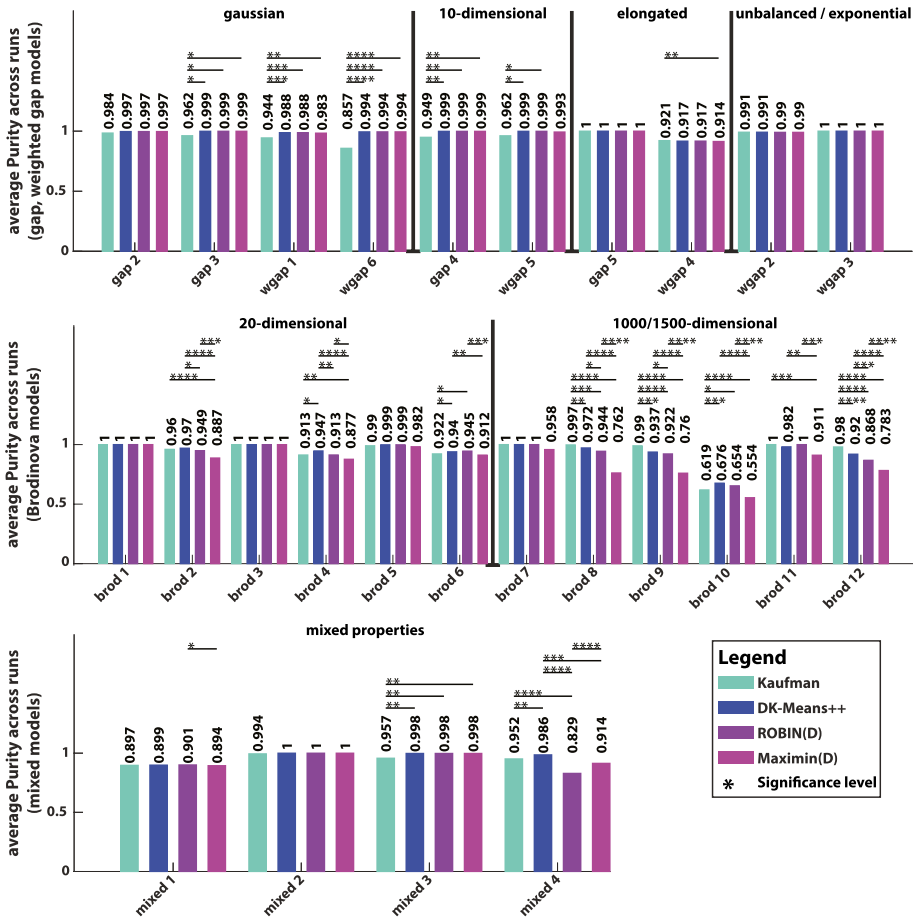 gaussian 10-dimensional elongated unbalanced / exponential
average Purity across runs
(gap, weighted gap models)
* * *
** *** ***
**** **** ****
** ** **
* *
**
0.984 0.997 0.997 0.997
0.962 0.999 0.999 0.999
0.944 0.988 0.988 0.983
0.857 0.994 0.994 0.994
0.949 0.999 0.999 0.999
0.962 0.999 0.999 0.993
1 1 1 1
0.921 0.917 0.917 0.914
0.991 0.991 0.99 0.99
1 1 1 1
1
0.5
0
gap 2 gap 3 wgap 1 wgap 6 gap 4 wgap 5 gap 5 wgap 4 wgap 2 wgap 3
20-dimensional 1000/1500-dimensional
average Purity across runs
(Brodinova models)
*** **** * ****
* **** ** ** *
*** ** * *
**** **** * **** **** **
**** **** * **** **** ***
**** **** * ***
*** ** ***
**** **** *** **** **** ****
1 1 1 1
0.96 0.97 0.949 0.887
1 1 1 1
0.913 0.947 0.913 0.877
0.99 0.999 0.999 0.982
0.922 0.94 0.945 0.912
1 1 1 0.958
0.997 0.972 0.944 0.762
0.99 0.937 0.922 0.76
0.619 0.676 0.654 0.554
1 0.982 1 0.911
0.98 0.92 0.868 0.783
1
0.5
0
brod 1 brod 2 brod 3 brod 4 brod 5 brod 6 brod 7 brod 8 brod 9 brod 10 brod 11 brod 12
mixed properties
average Purity across runs
(mixed models)
*
** ** **
**** *** **** **** **
0.897 0.899 0.901 0.894
0.994 1 1 1
0.957 0.998 0.998 0.998
0.952 0.986 0.829 0.914
1
0.5
0
mixed 1 mixed 2 mixed 3 mixed 4
Legend
Kaufman
DK-Means++
ROBIN(D)
Maximin(D)
* Significance level